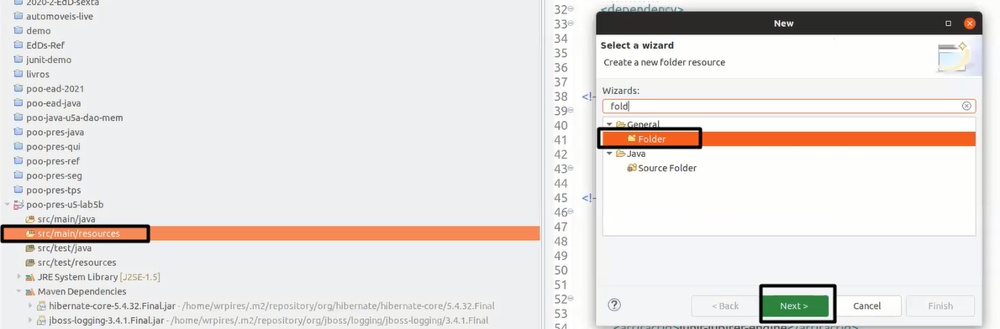 2020-2-EdD-sexta
automoveis-live
demo
EdDs-Ref
junit-demo
livros
poo-ead-2021
poo-ead-java
poo-java-u5a-dao-mem
poo-pres-java
poo-pres-qui
poo-pres-ref
poo-pres-seg
poo-pres-tps
poo-pres-u5-lab5b
src/main/java
src/main/resources
src/test/java
src/test/resources
JRE System Library [J2SE-1.5]
Maven Dependencies
hibernate-core-5.4.32.Final.jar - /home/wrpires/.m2/repository/org/hibernate/hibernate-core/5.4.32.Final
jboss-logging-3.4.1.Final.jar - /home/wrpires/.m2/repository/org/jboss/logging/jboss-logging/3.4.1.Final
32 <dependency>
33
34
35
36
37
38 <!-
39
40
41
42
43
44
45 <!-
46
47
48
49
50
51
52
53
54
New
Select a wizard
Create a new folder resource
Wizards:
fold
General
Folder
Java
Source Folder
?
< Back
Next >
Cancel
Finish